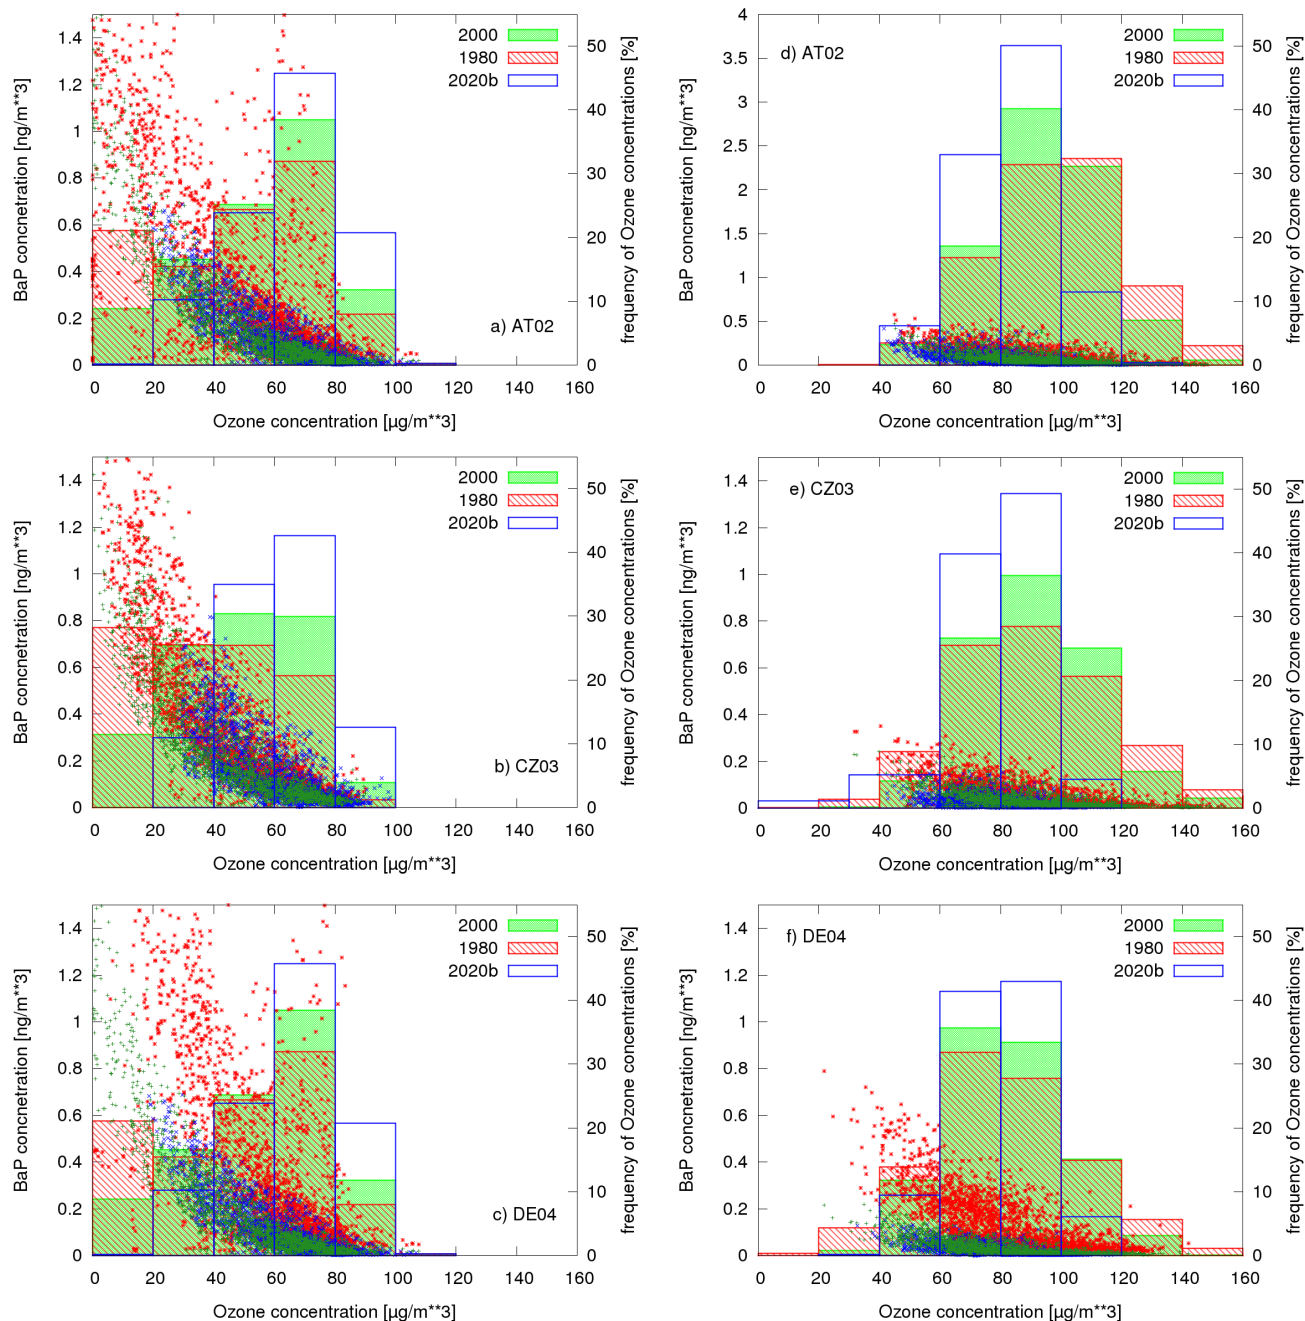 BaP concnetration [ng/m**3]
1.4
1.2
1
0.8
0.6
0.4
0.2
0
0 20 40 60 80 100 120 140 160
Ozone concentration [µg/m**3]
2000
1980
2020b
a) AT02
50
40
30
20
10
0
frequency of Ozone concentrations [%]
BaP concnetration [ng/m**3]
4
3.5
3
2.5
2
1.5
1
0.5
0
0 20 40 60 80 100 120 140 160
Ozone concentration [µg/m**3]
d) AT02
2000
1980
2020b
50
40
30
20
10
0
frequency of Ozone concentrations [%]
BaP concnetration [ng/m**3]
1.4
1.2
1
0.8
0.6
0.4
0.2
0
0 20 40 60 80 100 120 140 160
Ozone concentration [µg/m**3]
2000
1980
2020b
b) CZ03
50
40
30
20
10
0
frequency of Ozone concentrations [%]
BaP concnetration [ng/m**3]
1.4
1.2
1
0.8
0.6
0.4
0.2
0
0 20 40 60 80 100 120 140 160
Ozone concentration [µg/m**3]
e) CZ03
2000
1980
2020b
50
40
30
20
10
0
frequency of Ozone concentrations [%]
BaP concnetration [ng/m**3]
1.4
1.2
1
0.8
0.6
0.4
0.2
0
0 20 40 60 80 100 120 140 160
Ozone concentration [µg/m**3]
2000
1980
2020b
c) DE04
50
40
30
20
10
0
frequency of Ozone concentrations [%]
BaP concnetration [ng/m**3]
1.4
1.2
1
0.8
0.6
0.4
0.2
0
0 20 40 60 80 100 120 140 160
Ozone concentration [µg/m**3]
f) DE04
2000
1980
2020b
50
40
30
20
10
0
frequency of Ozone concentrations [%]